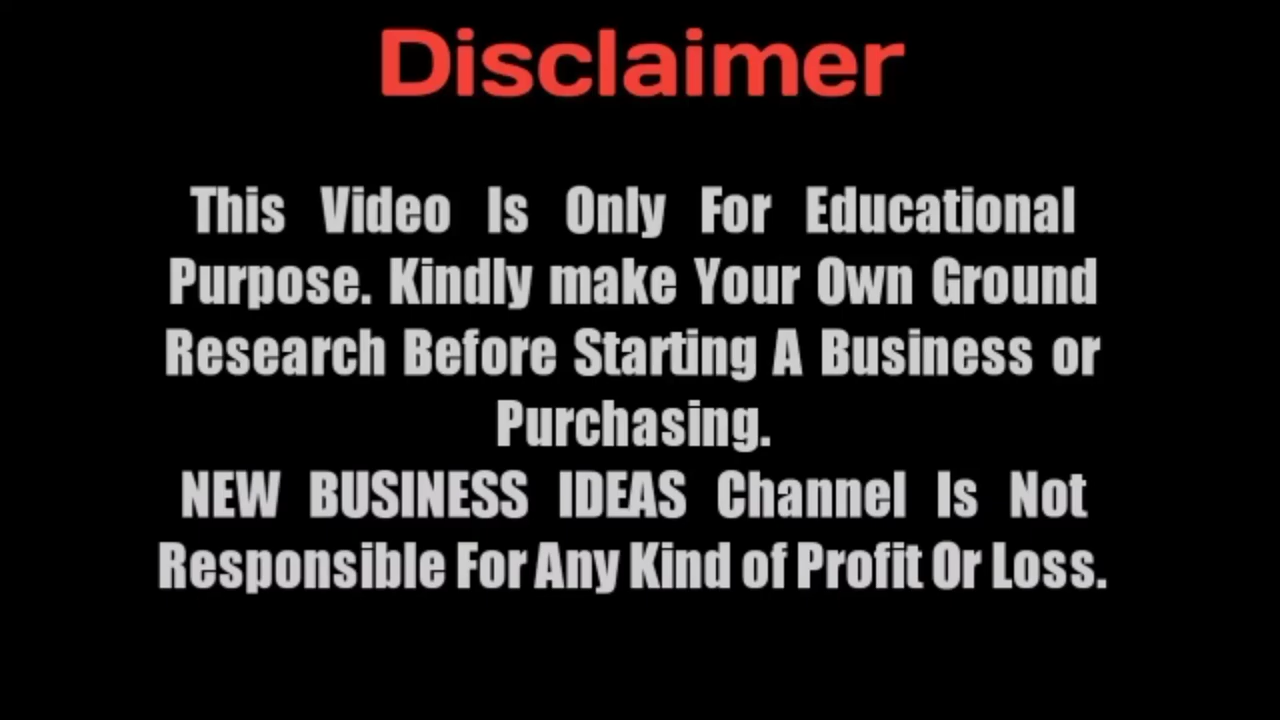 Disclaimer
This Video Is Only For Educational
Purpose. Kindly make Your Own Ground
Research Before Starting A Business or
Purchasing.
NEW BUSINESS IDEAS Channel Is Not
Responsible For Any Kind of Profit Or Loss.